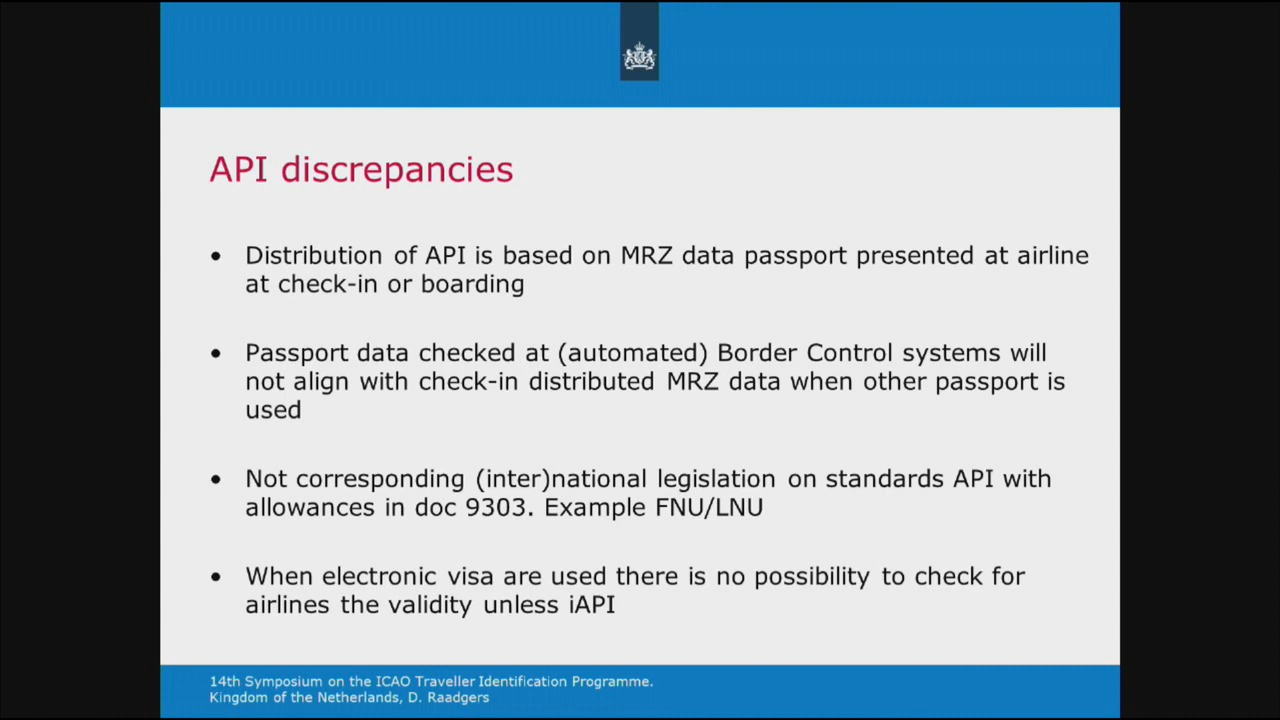 API discrepancies
• Distribution of API is based on MRZ data passport presented at airline
at check-in or boarding
• Passport data checked at (automated) Border Control systems will
not align with check-in distributed MRZ data when other passport is
used
• Not corresponding (inter)national legislation on standards API with
allowances in doc 9303. Example FNU/LNU
• When electronic visa are used there is no possibility to check for
airlines the validity unless iAPI
14th Symposium on the ICAO Traveller Identification Programme.
Kingdom of the Netherlands, D. Raadgers